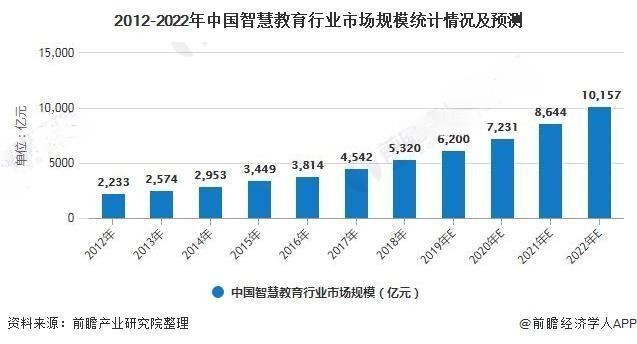 2012-2022年中国智慧教育行业市场规模统计情况及预测
单位:亿元
15,000
10,000
5000
0
2,233
2,574
2,953
3,449
3,814
4,542
5,320
6,200
7,231
8,644
10,157
2012年
2013年
2014年
2015年
2016年
2017年
2018年
2019年E
2020年E
2021年E
2022年E
中国智慧教育行业市场规模(亿元)
资料来源:前瞻产业研究院整理
@前瞻经济学人APP